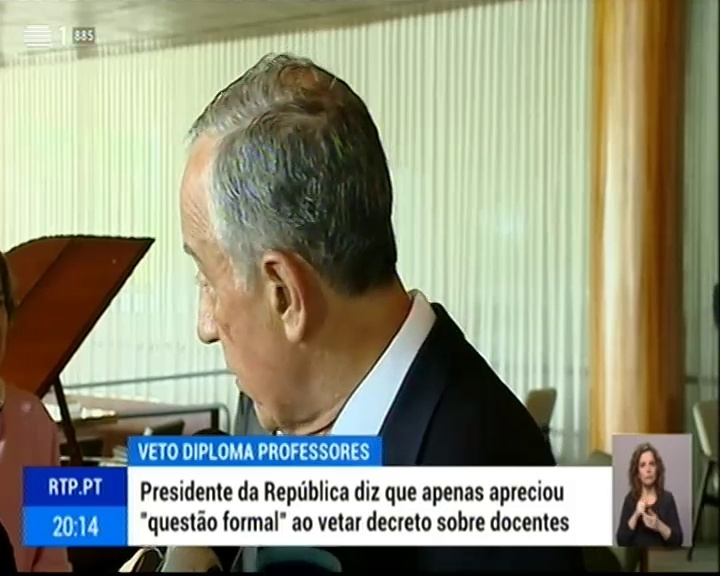 1 885
VETO DIPLOMA PROFESSORES
RTP.PT
20:14
Presidente da República diz que apenas apreciou
"questão formal" ao vetar decreto sobre docentes